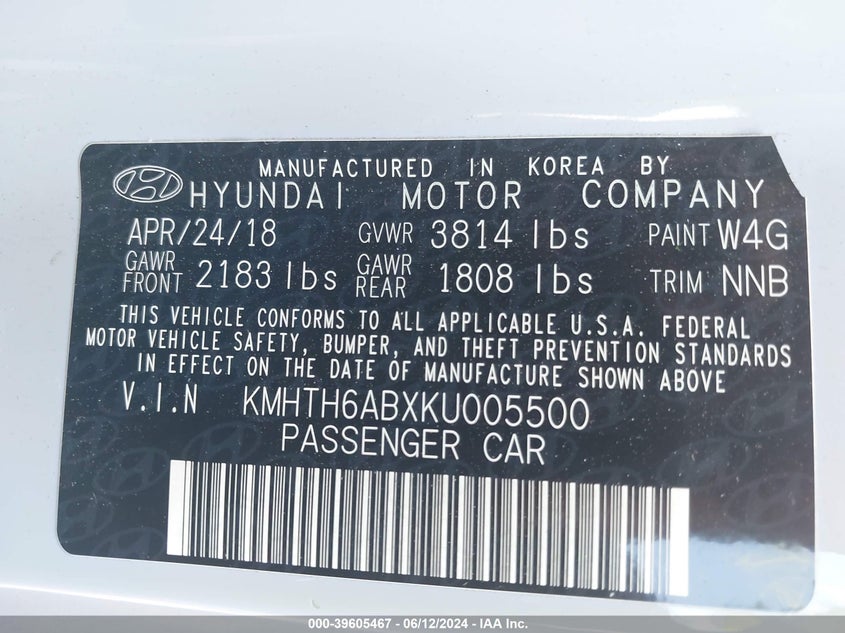 MANUFACTURED IN KOREA BY
HYUNDAI MOTOR COMPANY
APR/24/18 GVWR 3814 lbs PAINT W4G
GAWR FRONT 2183 lbs GAWR REAR 1808 lbs TRIM NNB
THIS VEHICLE CONFORMS TO ALL APPLICABLE U.S.A. FEDERAL
MOTOR VEHICLE SAFETY, BUMPER, AND THEFT PREVENTION STANDARDS
IN EFFECT ON THE DATE OF MANUFACTURE SHOWN ABOVE
V.I.N KMHTH6ABXKU005500
PASSENGER CAR
000-39605467 - 06/12/2024 - IAA Inc.